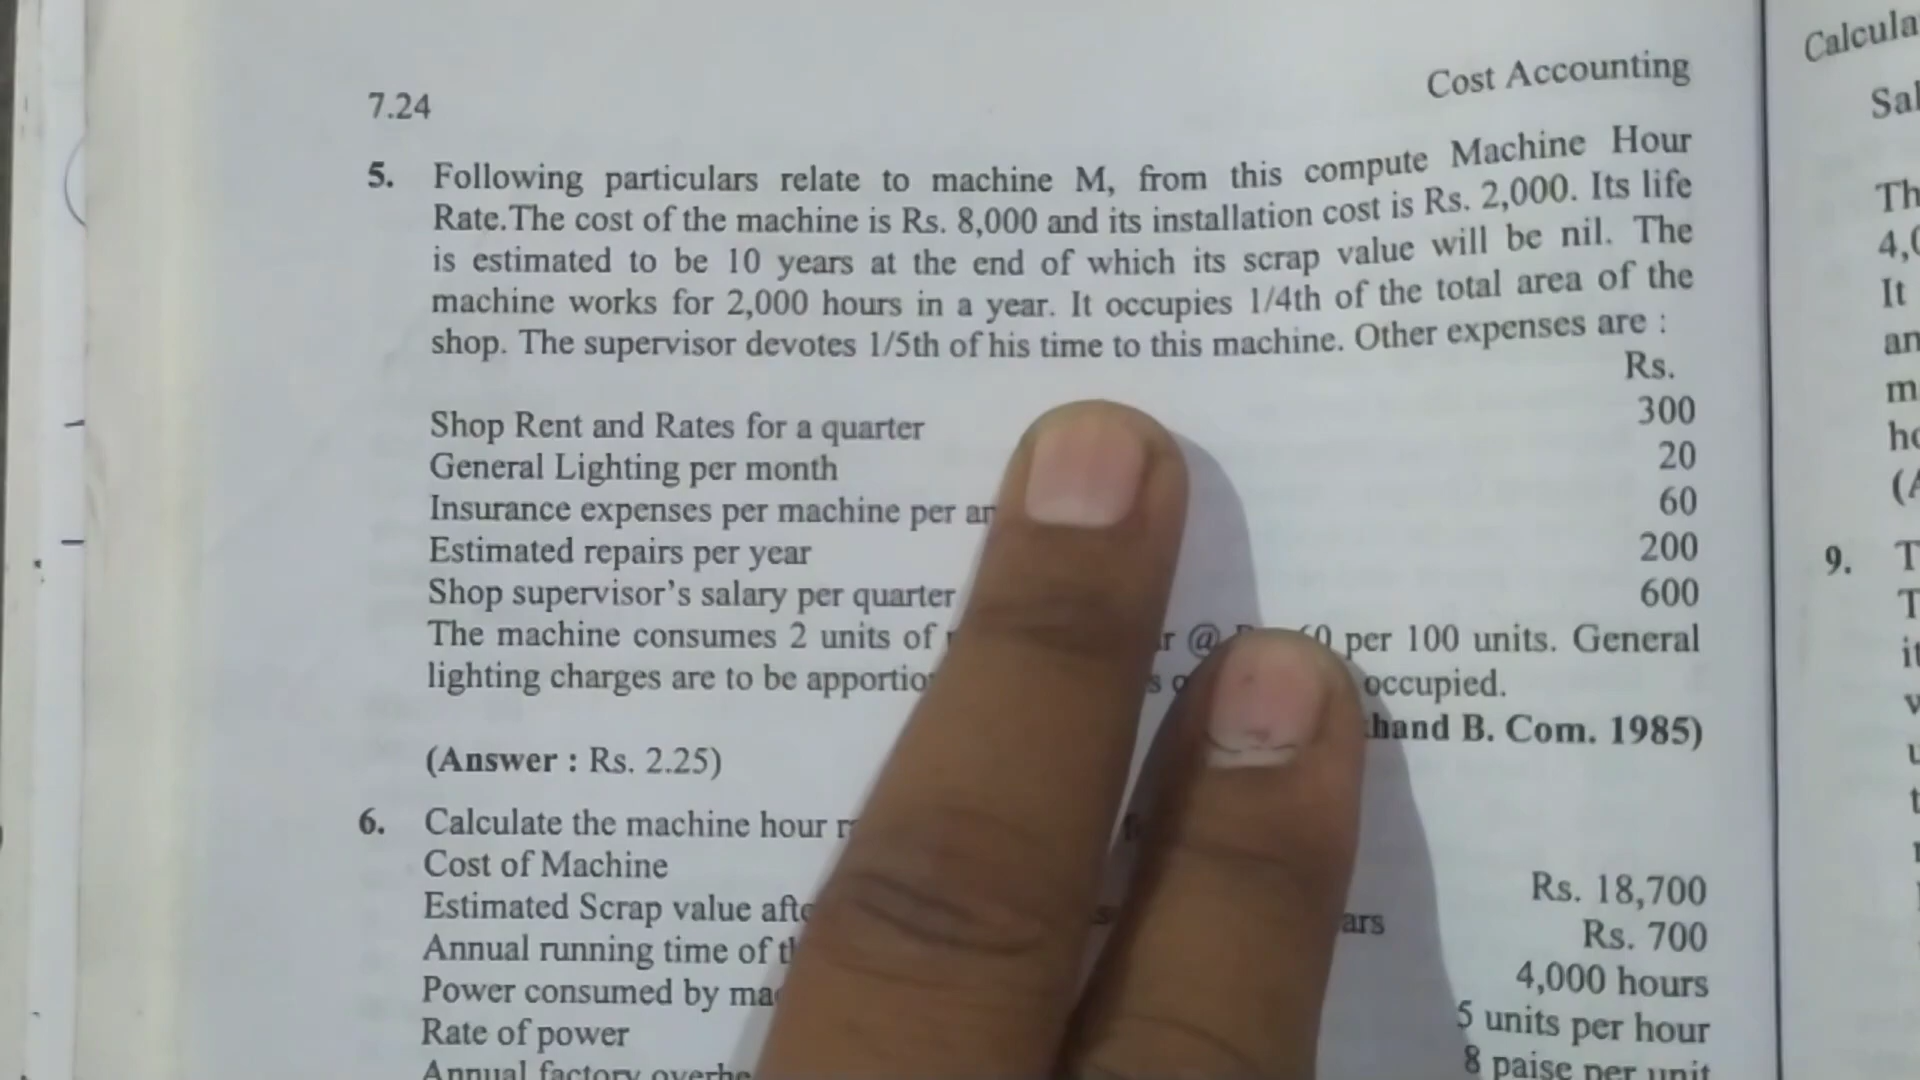 Cost Accounting
7.24
5. Following particulars relate to machine M, from this compute Machine Hour
Rate.The cost of the machine is Rs. 8,000 and its installation cost is Rs. 2,000. Its life
is estimated to be 10 years at the end of which its scrap value will be nil. The
machine works for 2,000 hours in a year. It occupies 1/4th of the total area of the
shop. The supervisor devotes 1/5th of his time to this machine. Other expenses are :
Rs.
Shop Rent and Rates for a quarter 300
General Lighting per month 20
Insurance expenses per machine per 60
Estimated repairs per year 200
Shop supervisor's salary per quarter 600
The machine consumes 2 units of @ per 100 units. General
lighting charges are to be occupied.
B. Com. 1985)
(Answer : Rs. 2.25)
6. Calculate the machine hour
Cost of Machine Rs. 18,700
Estimated Scrap value Rs. 700
Annual running time of 4,000 hours
Power consumed by 5 units per hour
Rate of power 8 paise per unit
Annual factory
Calcula
Sal
Th
4,0
It
an
m
ho
(A
9. T
T
it